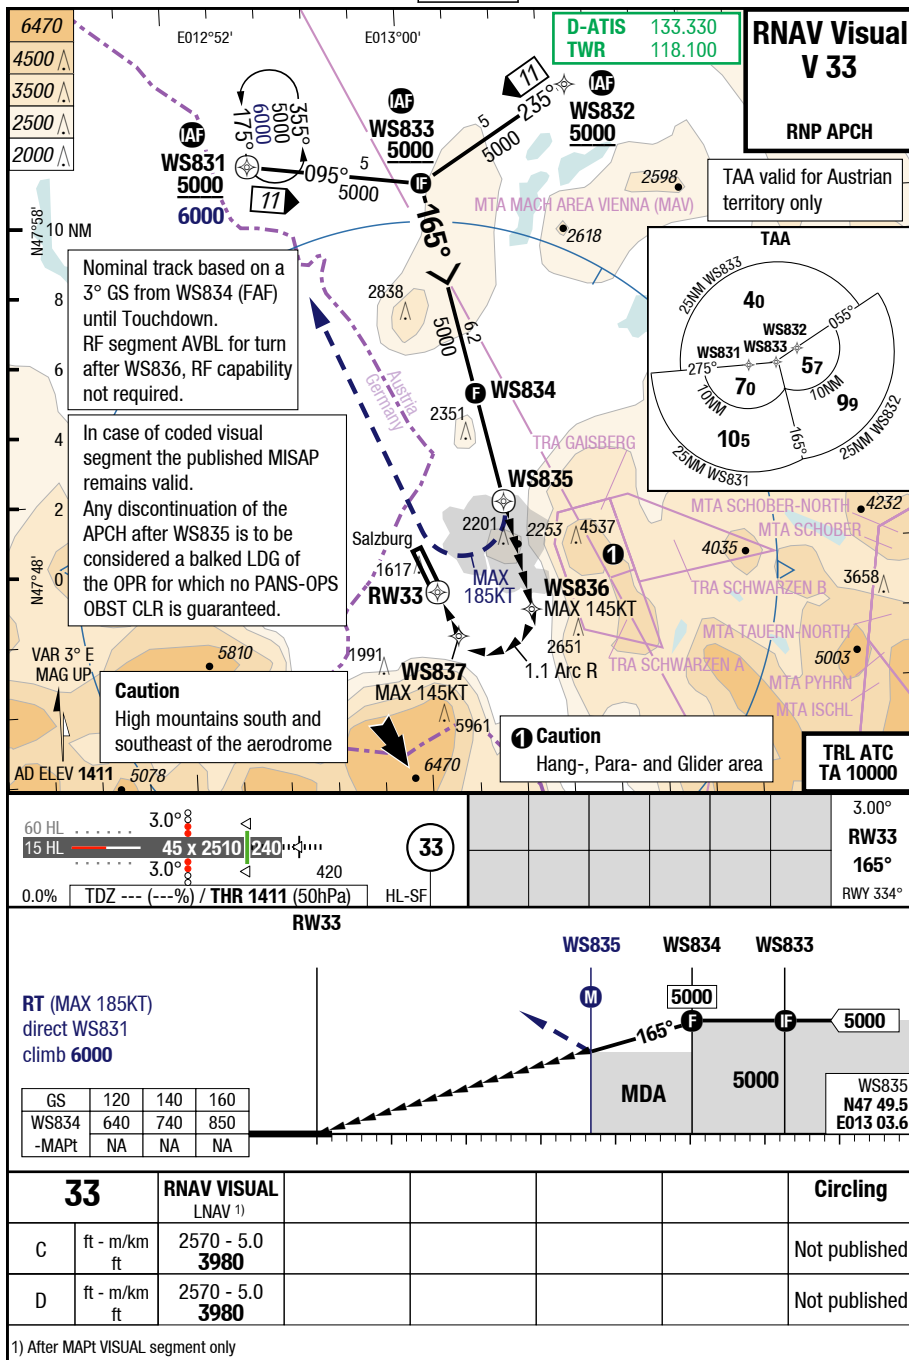 6470
4500
3500
2500
2000
E012°52'
E013°00'
D-ATIS 133.330
TWR 118.100
RNAV Visual
V 33
RNP APCH
IAF
WS831
5000
6000
175°
6000
5000
355°
11
095°
5
5000
IAF
WS833
5000
IF
11
235°
5
5000
IAF
WS832
5000
165°
2598
MTA MACH AREA VIENNA (MAV)
2618
TAA valid for Austrian
territory only
N47°58'
10 NM
8
6
4
2
0
N47°48'
Nominal track based on a
3° GS from WS834 (FAF)
until Touchdown.
RF segment AVBL for turn
after WS836, RF capability
not required.
In case of coded visual
segment the published MISAP
remains valid.
Any discontinuation of the
APCH after WS835 is to be
considered a balked LDG of
the OPR for which no PANS-OPS
OBST CLR is guaranteed.
2838
6.2
5000
Austria
Germany
F WS834
2351
TAA
25NM WS833
40
WS832
WS831 WS833
055°
275°
57
70
10NM
10NM
99
105
165°
25NM WS831
25NM WS832
TRA GAISBERG
WS835
MTA SCHOBER-NORTH
4232
MTA SCHOBER
2201
2253
4537
Salzburg
1617
1
4035
MAX
185KT
WS836
MAX 145KT
RW33
TRA SCHWARZEN B
3658
MTA TAUERN-NORTH
2651
5003
VAR 3° E
MAG UP
5810
1991
WS837
MAX 145KT
1.1 Arc R
TRA SCHWARZEN A
MTA PYHRN
MTA ISCHL
Caution
High mountains south and
southeast of the aerodrome
5961
6470
1 Caution
Hang-, Para- and Glider area
TRL ATC
TA 10000
AD ELEV 1411
5078
60 HL
15 HL
3.0°
45 x 2510 240
3.0°
420
0.0%
TDZ --- (---%) / THR 1411 (50hPa)
HL-SF
33
3.00°
RW33
165°
RWY 334°
RW33
WS835 WS834 WS833
M
5000
F
IF
5000
165°
MDA
5000
RT (MAX 185KT)
direct WS831
climb 6000
WS835
N47 49.5
E013 03.6
GS 120 140 160
WS834 640 740 850
-MAPt NA NA NA
33 RNAV VISUAL Circling
LNAV 1)
C ft - m/km 2570 - 5.0 Not published
ft 3980
D ft - m/km 2570 - 5.0 Not published
ft 3980
1) After MAPt VISUAL segment only